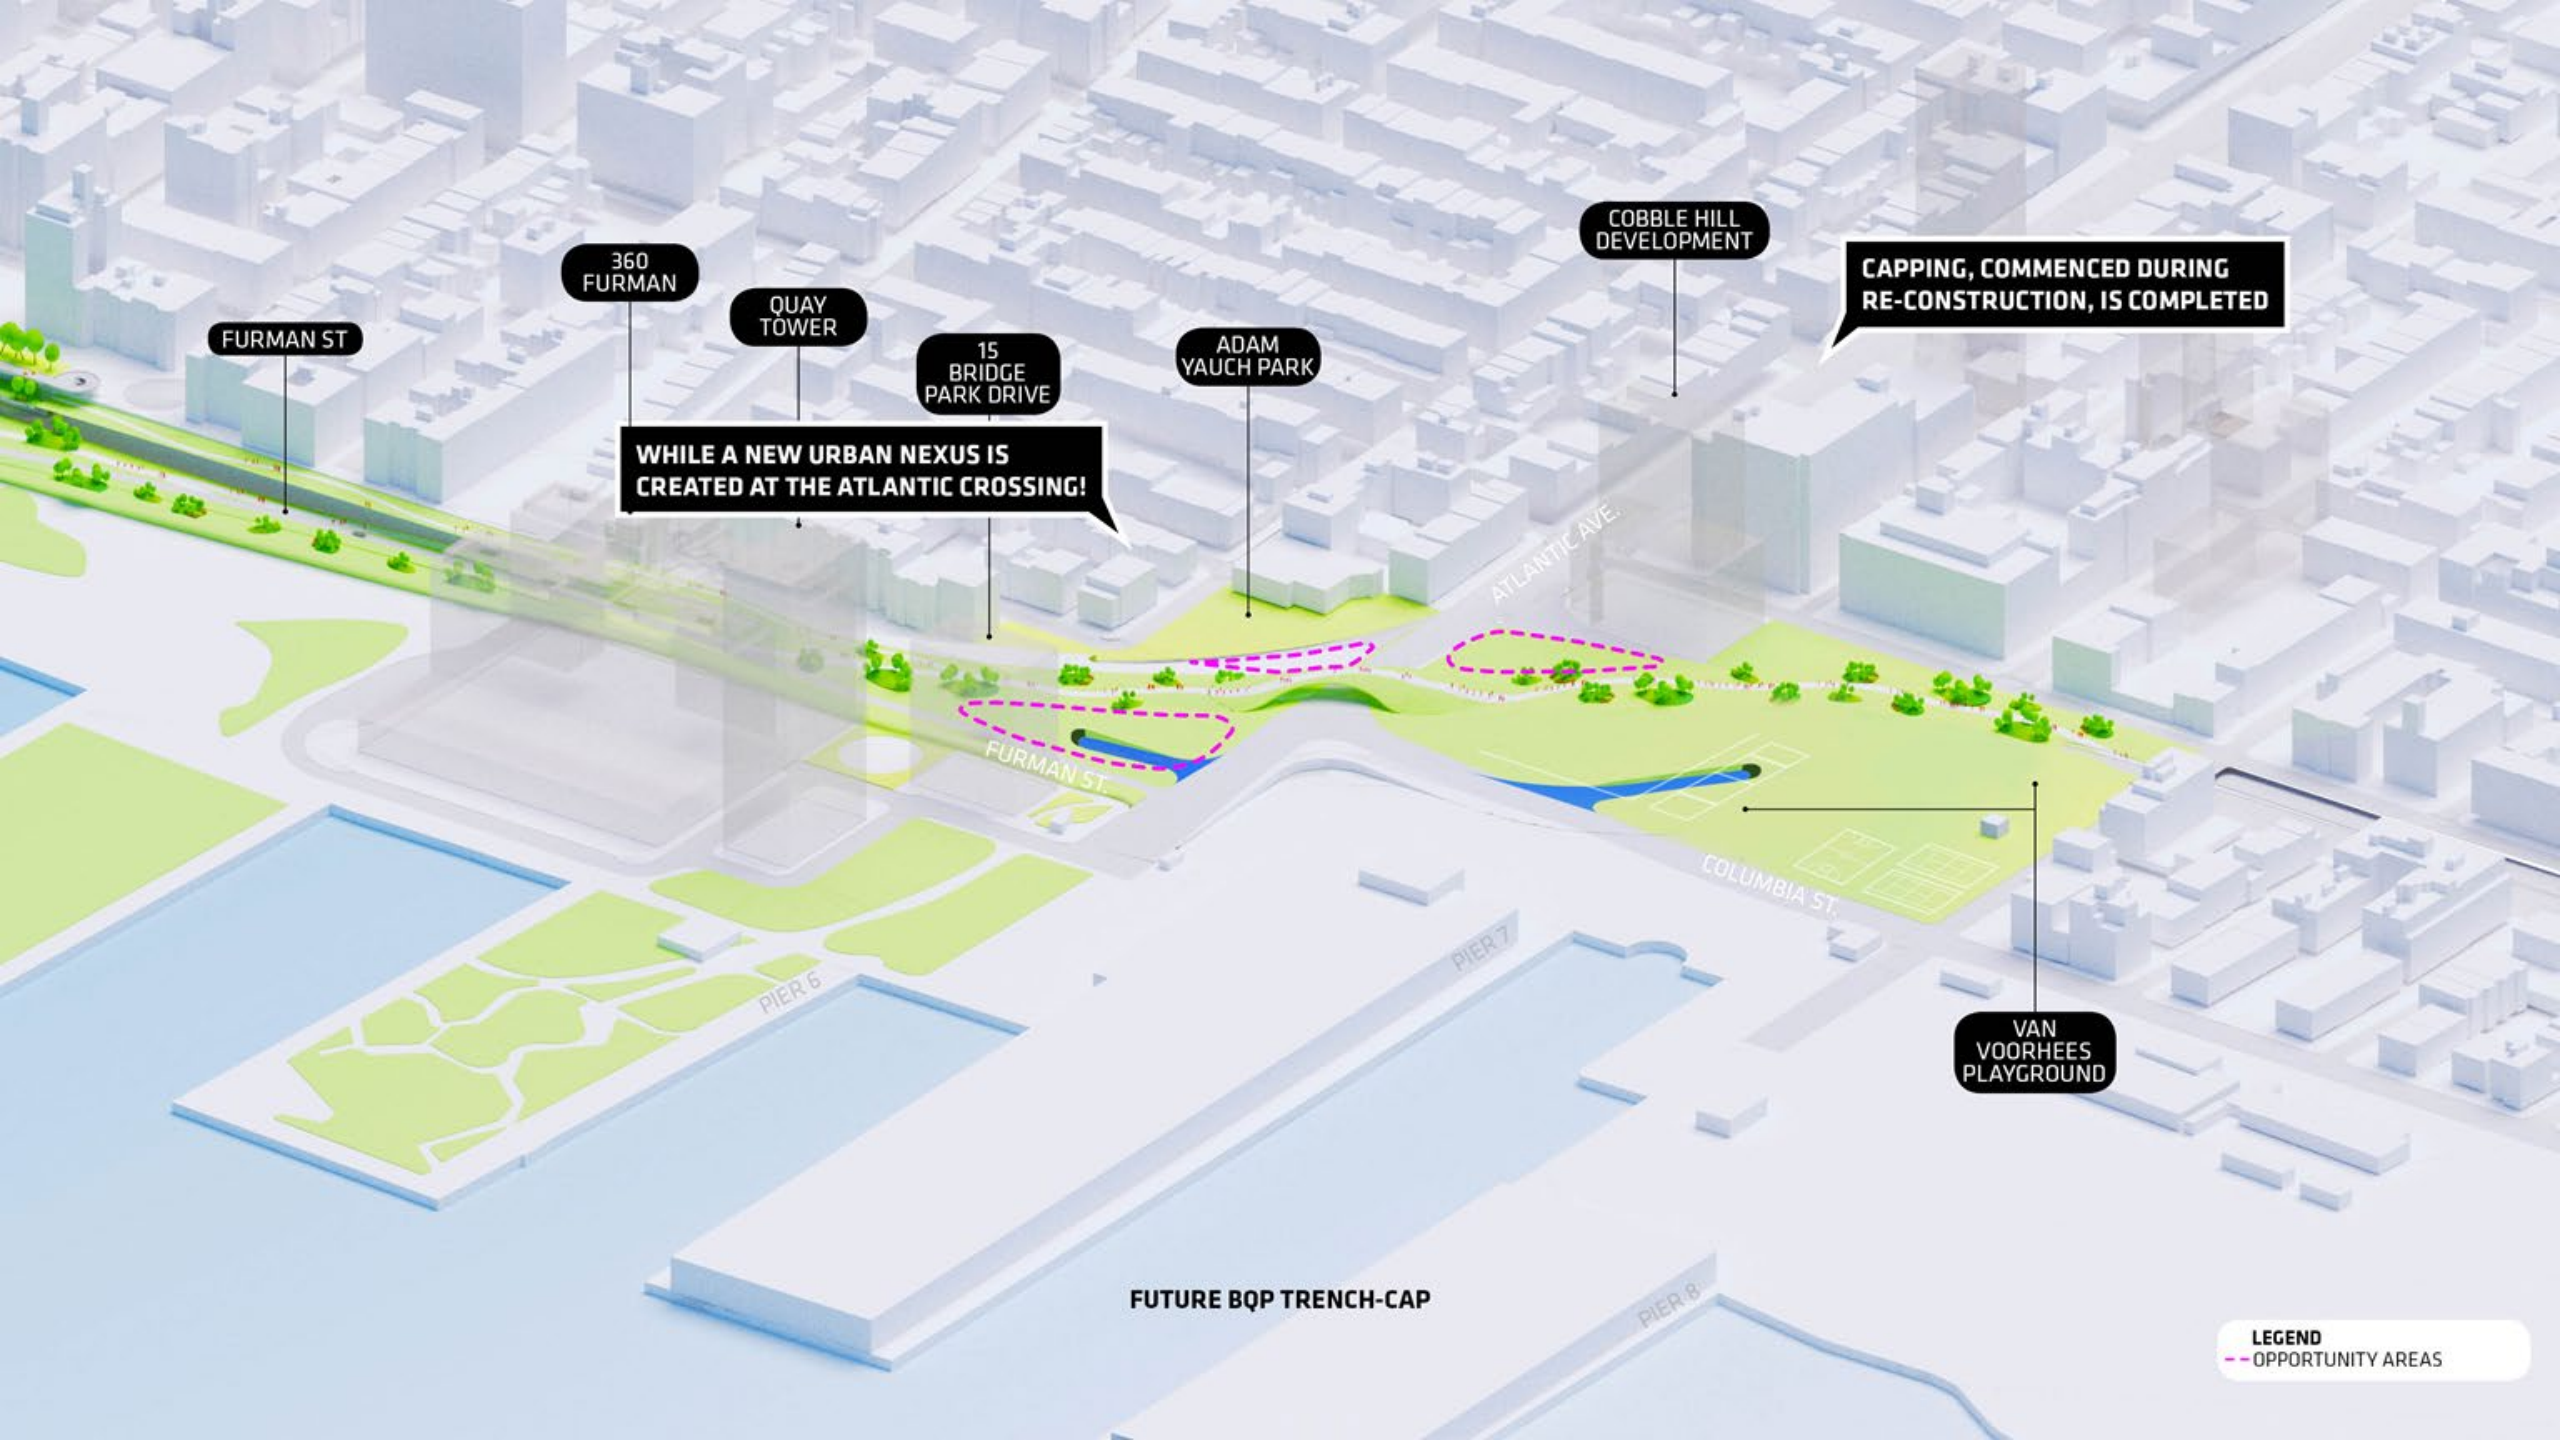 COBBLE HILL
DEVELOPMENT
CAPPING, COMMENCED DURING
RE-CONSTRUCTION, IS COMPLETED
360
FURMAN
QUAY
TOWER
FURMAN ST
15
BRIDGE
PARK DRIVE
ADAM
YAUCH PARK
WHILE A NEW URBAN NEXUS IS
CREATED AT THE ATLANTIC CROSSING!
ATLANTIC AVE.
FURMAN ST.
COLUMBIA ST.
PIER 7
PIER 6
VAN
VOORHEES
PLAYGROUND
FUTURE BQP TRENCH-CAP
PIER 8
LEGEND
OPPORTUNITY AREAS